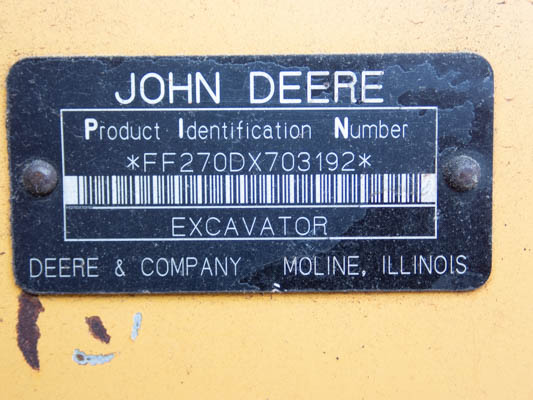 JOHN DEERE
Product Identification Number
*FF270DX703192*
EXCAVATOR
DEERE & COMPANY MOLINE, ILLINOIS